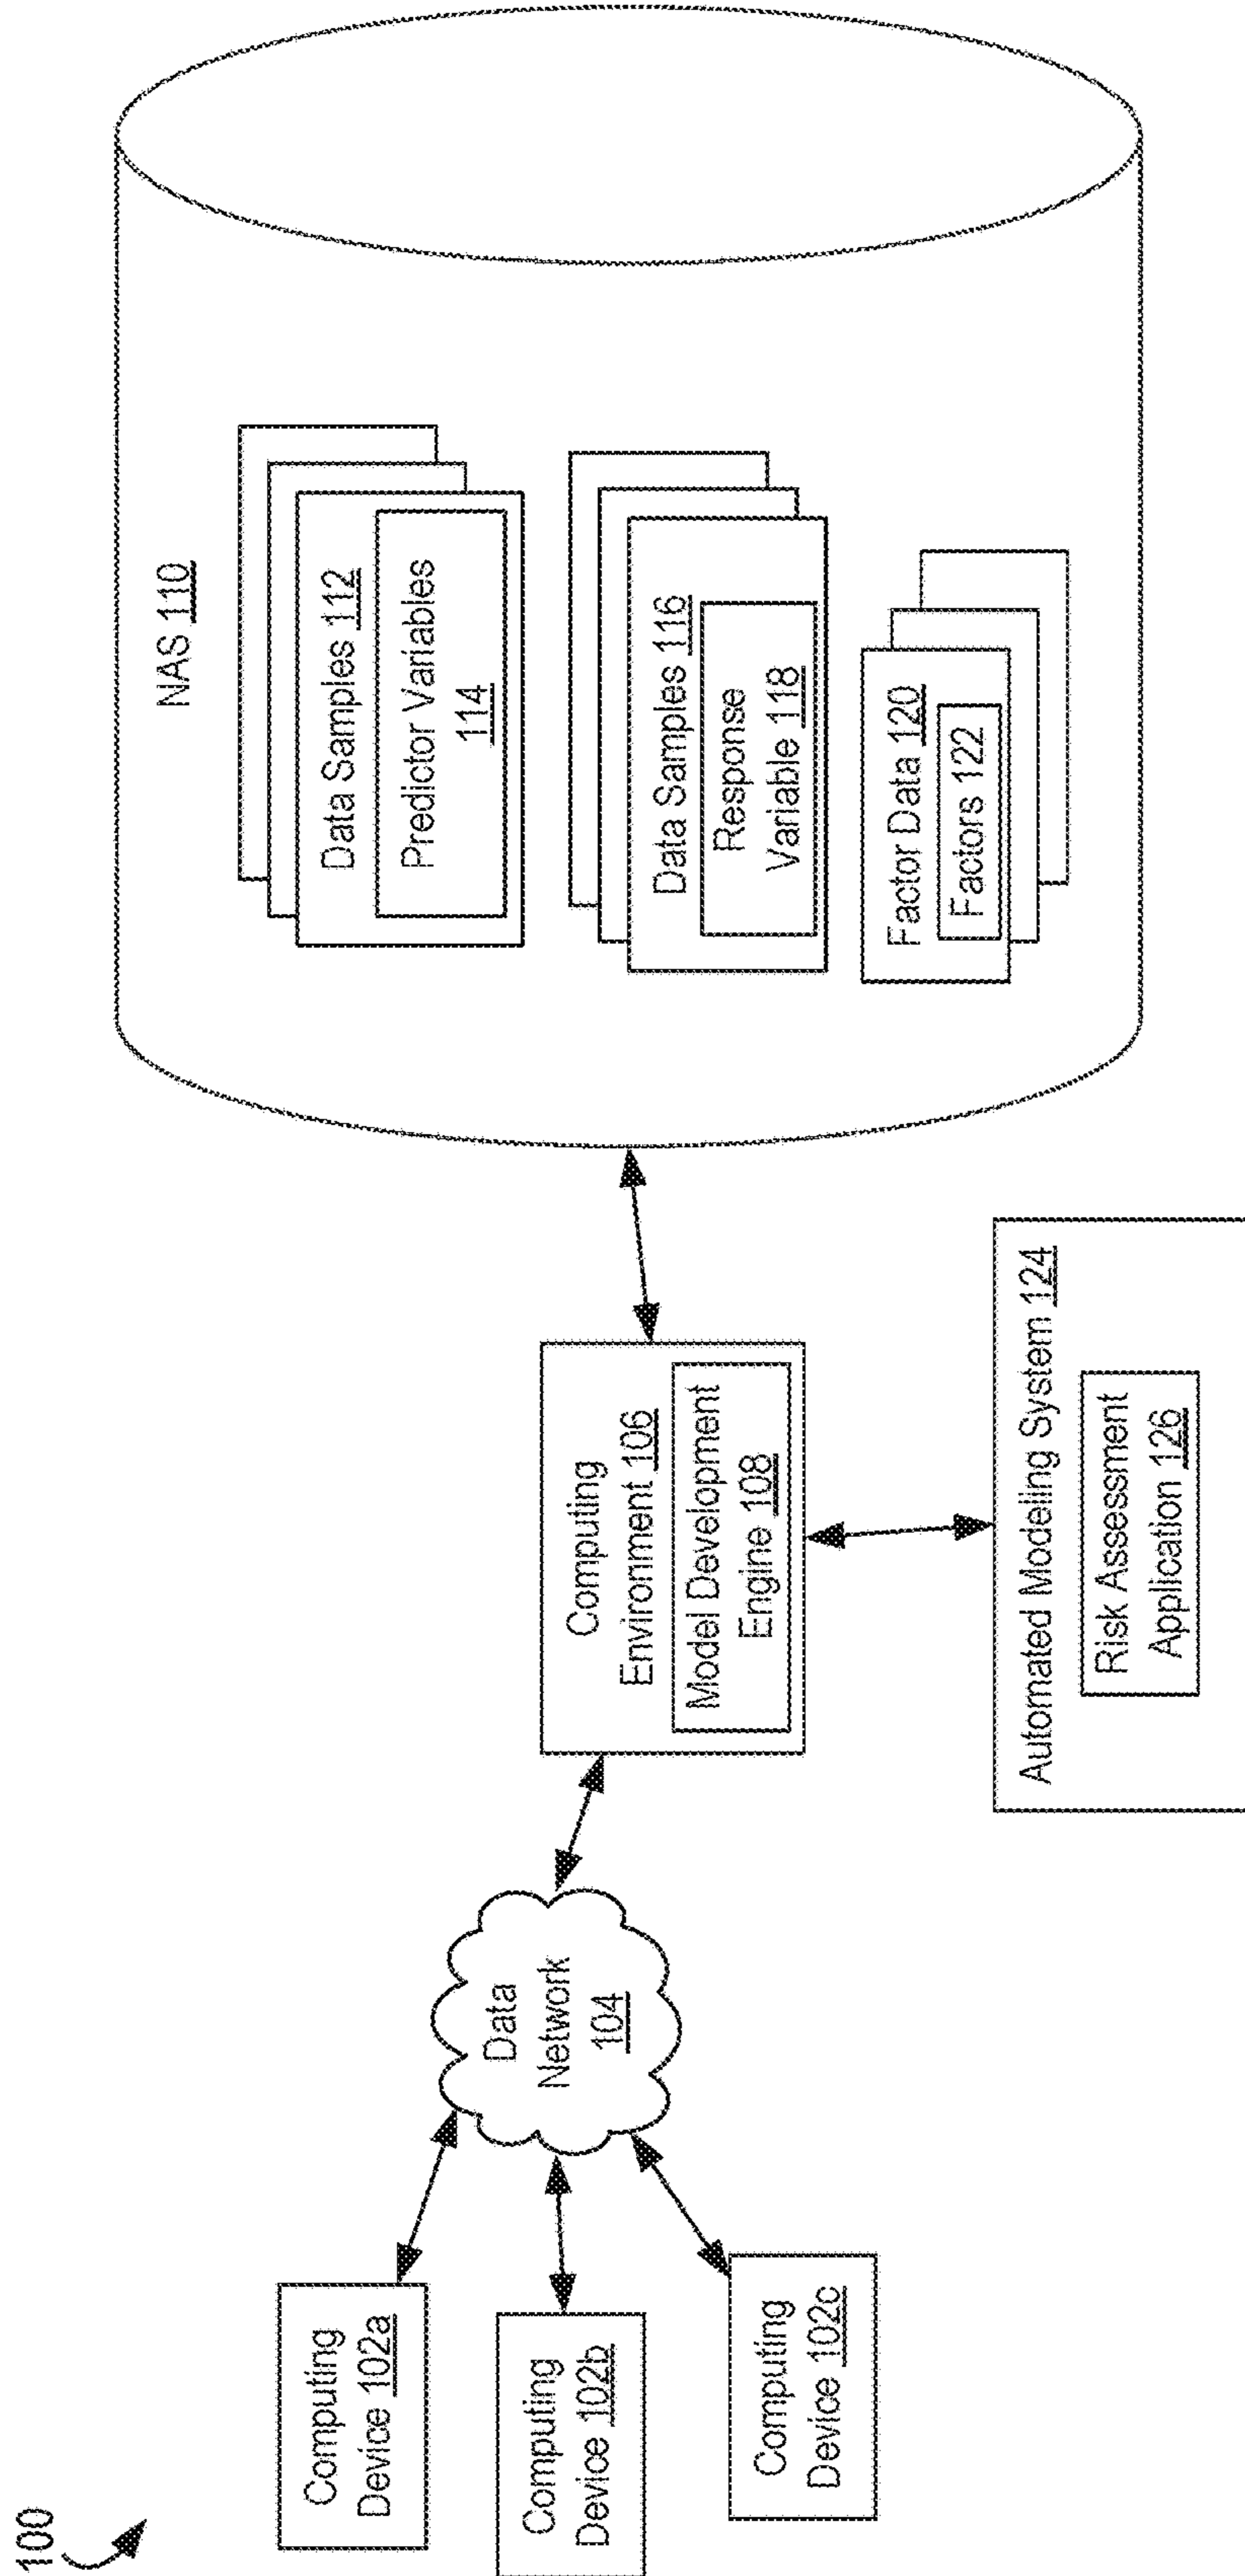 100
Computing
Device 102a
Computing
Device 102b
Computing
Device 102c
Data
Network
104
Computing
Environment 106
Model Development
Engine 108
Automated Modeling System 124
Risk Assessment
Application 126
NAS 110
Data Samples 112
Predictor Variables
114
Data Samples 116
Response
Variable 118
Factor Data 120
Factors 122